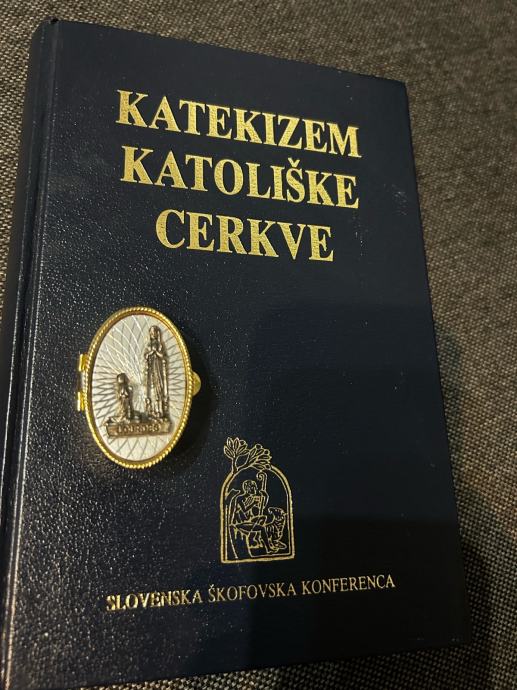 KATEKIZEM
KATOLIŠKE
CERKVE
LOURDES
SLOVENSKA ŠKOFOVSKA KONFERENCA